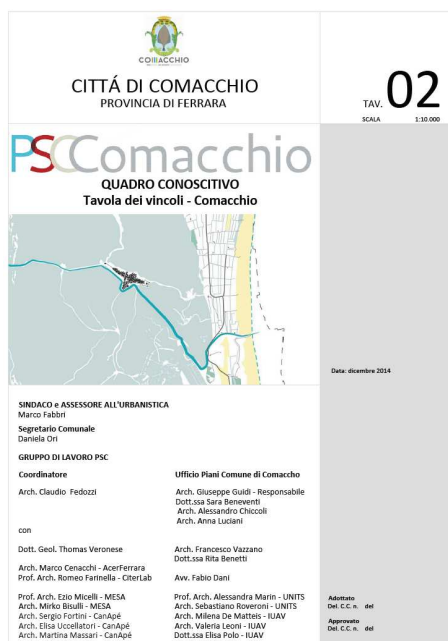 COMACCHIO
CITTÁ DI COMACCHIO
PROVINCIA DI FERRARA
TAV. 02
SCALA 1:10.000
PSCComacchio
QUADRO CONOSCITIVO
Tavola dei vincoli - Comacchio
Data: dicembre 2014
SINDACO e ASSESSORE ALL'URBANISTICA
Marco Fabbri
Segretario Comunale
Daniela Ori
GRUPPO DI LAVORO PSC
Coordinatore
Arch. Claudio Fedozzi
con
Dott. Geol. Thomas Veronese
Arch. Marco Cenacchi - AcerFerrara
Prof. Arch. Romeo Farinella - CiterLab
Prof. Arch. Ezio Micelli - MESA
Arch. Mirko Bisulli - MESA
Arch. Sergio Fortini - CanApé
Arch. Elisa Uccellatori - CanApé
Arch. Martina Massari - CanApé
Ufficio Piani Comune di Comaccho
Arch. Giuseppe Guidi - Responsabile
Dott.ssa Sara Beneventi
Arch. Alessandro Chiccoli
Arch. Anna Luciani
Arch. Francesco Vazzano
Dott.ssa Rita Benetti
Avv. Fabio Dani
Prof. Arch. Alessandra Marin - UNITS
Arch. Sebastiano Roveroni - UNITS
Arch. Milena De Matteis - IUAV
Arch. Valeria Leoni - IUAV
Dott.ssa Elisa Polo - IUAV
Adottato
Del. C.C. n. del
Approvato
Del. C.C. n. del